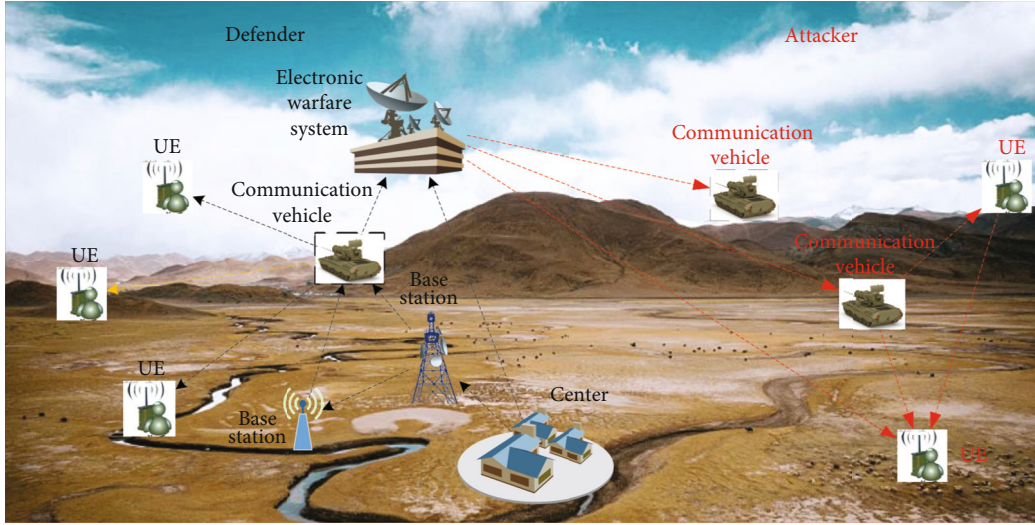 Defender
Attacker
Electronic
warfare
system
UE
Communication
vehicle
UE
UE
Base
station
Base
station
Center
Communication
vehicle
UE
Communication
vehicle
UE